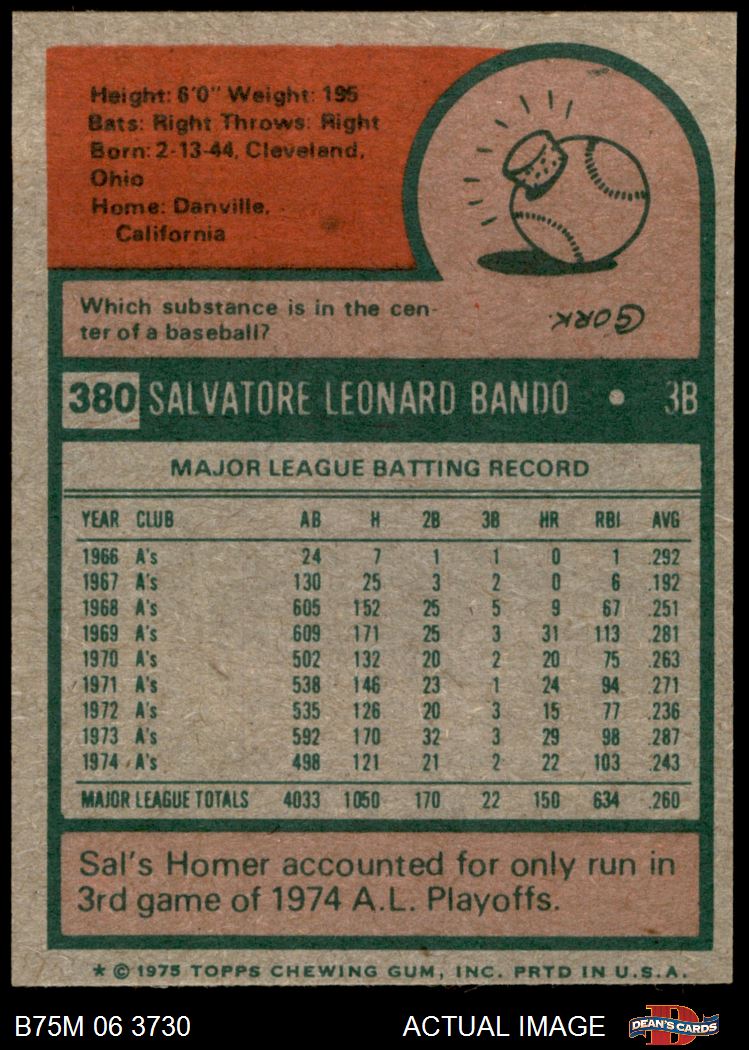 Height: 6'0" Weight: 195
Bats: Right Throws: Right
Born: 2-13-44, Cleveland,
Ohio
Home: Danville,
California
Which substance is in the cen-
ter of a baseball?
CORK.
380 SALVATORE LEONARD BANDO • 3B
MAJOR LEAGUE BATTING RECORD
YEAR CLUB AB H 2B 3B HR RBI AVG
1966 A's 24 7 1 1 0 1 .292
1967 A's 130 25 3 2 0 6 .192
1968 A's 605 152 25 5 9 67 .251
1969 A's 609 171 25 3 31 113 .281
1970 A's 502 132 20 2 20 75 .263
1971 A's 538 146 23 1 24 94 .271
1972 A's 535 126 20 3 15 77 .236
1973 A's 592 170 32 3 29 98 .287
1974 A's 498 121 21 2 22 103 .243
MAJOR LEAGUE TOTALS 4033 1050 170 22 150 634 .260
Sal's Homer accounted for only run in
3rd game of 1974 A.L. Playoffs.
* © 1975 TOPPS CHEWING GUM, INC. PRTD IN U.S.A.
B75M 06 3730 ACTUAL IMAGE
D
DEAN'S CARDS